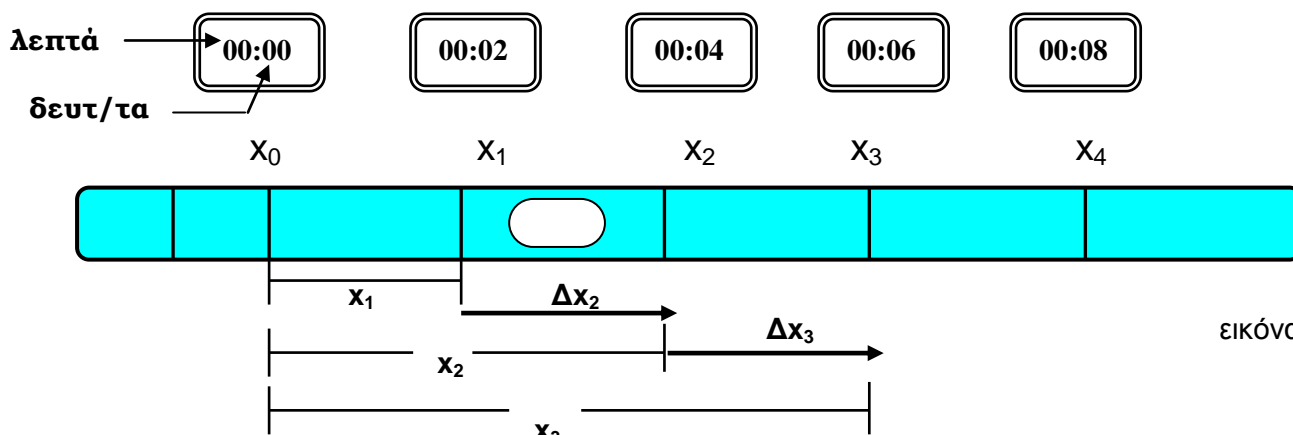 λεπτά 00:00 00:02 00:04 00:06 00:08
δευτ/τα
X₀ X₁ X₂ X₃ X₄
x₁ Δx₂
Δx₃
x₂